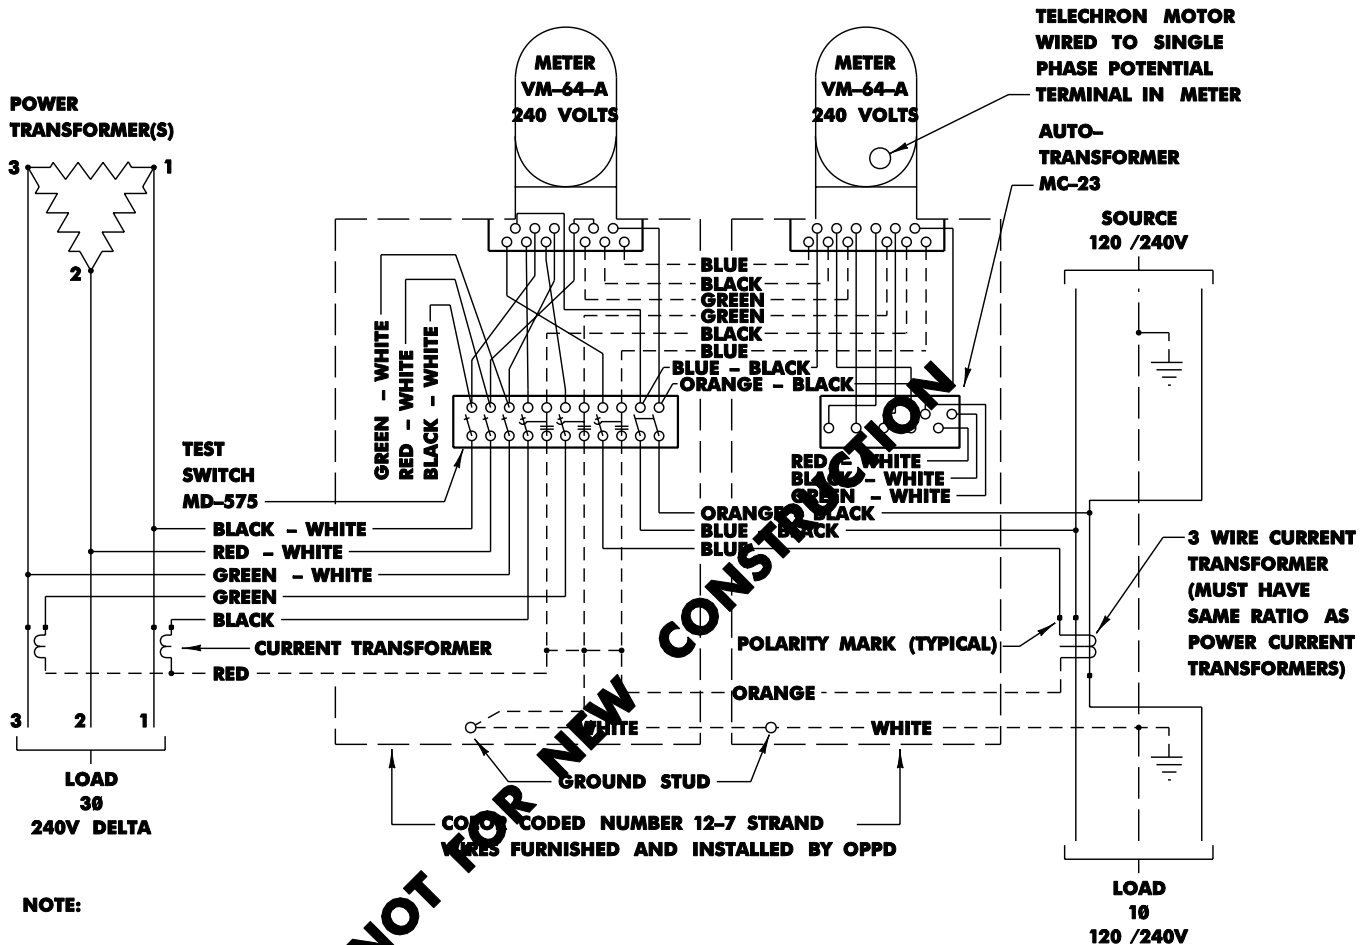 METER
VM–64–A
240 VOLTS
METER
VM–64–A
240 VOLTS
TELECHRON MOTOR
WIRED TO SINGLE
PHASE POTENTIAL
TERMINAL IN METER
AUTO–
TRANSFORMER
MC–23
POWER
TRANSFORMER(S)
3
1
2
SOURCE
120 /240V
BLUE
BLACK
GREEN
GREEN
BLACK
BLUE
BLUE – BLACK
ORANGE – BLACK
GREEN – WHITE
RED – WHITE
BLACK – WHITE
TEST
SWITCH
MD–575
RED – WHITE
BLACK – WHITE
GREEN – WHITE
ORANGE – BLACK
BLUE – BLACK
BLUE
BLACK – WHITE
RED – WHITE
GREEN – WHITE
GREEN
BLACK
CURRENT TRANSFORMER
RED
3 WIRE CURRENT
TRANSFORMER
(MUST HAVE
SAME RATIO AS
POWER CURRENT
TRANSFORMERS)
POLARITY MARK (TYPICAL)
ORANGE
WHITE
WHITE
3
2
1
LOAD
3Ø
240V DELTA
GROUND STUD
COLOR CODED NUMBER 12–7 STRAND
WIRES FURNISHED AND INSTALLED BY OPPD
LOAD
1Ø
120 /240V
NOTE:
NOT FOR NEW CONSTRUCTION